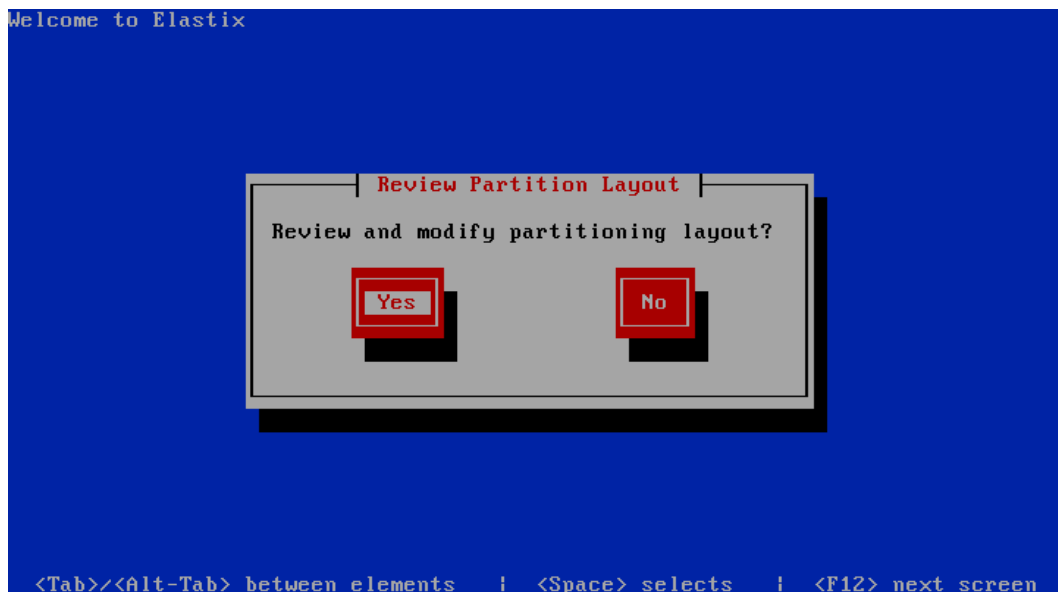 Welcome to Elastix
Review Partition Layout
Review and modify partitioning layout?
Yes No
<Tab>/<Alt-Tab> between elements | <Space> selects | <F12> next screen